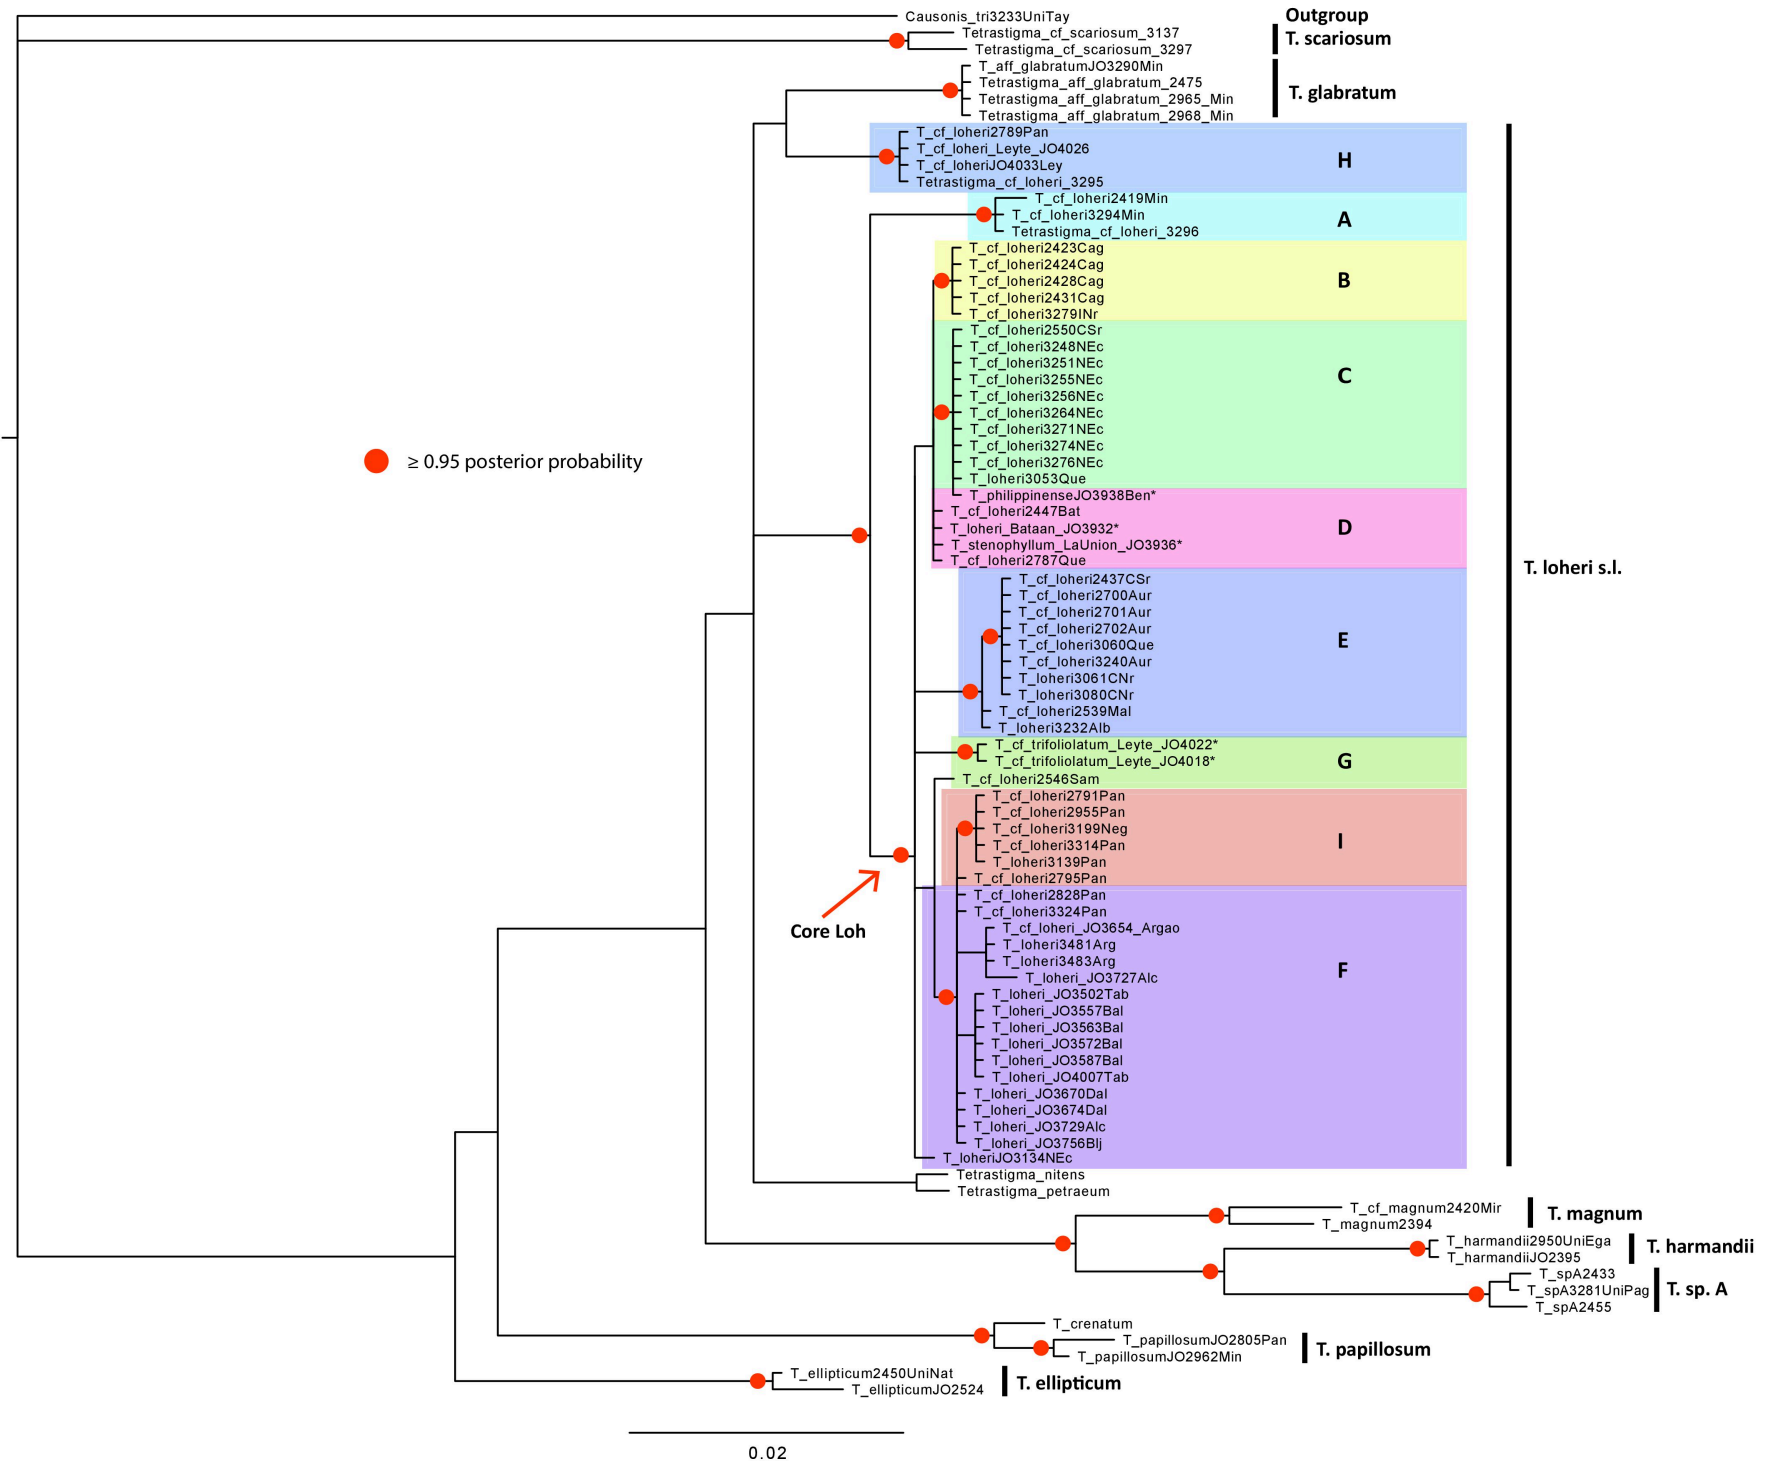 Causonis_tri3233UniTay
Outgroup
Tetrastigma_cf_scariosum_3137
T. scariosum
Tetrastigma_cf_scariosum_3297
T_aff_glabratumJO3290Min
Tetrastigma_aff_glabratum_2475
T. glabratum
Tetrastigma_aff_glabratum_2965_Min
Tetrastigma_aff_glabratum_2968_Min
T_cf_loheri2789Pan
T_cf_loheri_Leyte_JO4026
H
T_cf_loheriJO4033Ley
Tetrastigma_cf_loheri_3295
T_cf_loheri2419Min
T_cf_loheri3294Min
A
Tetrastigma_cf_loheri_3296
T_cf_loheri2423Cag
T_cf_loheri2424Cag
T_cf_loheri2428Cag
B
T_cf_loheri2431Cag
T_cf_loheri3279INr
T_cf_loheri2550CSr
T_cf_loheri3248NEc
T_cf_loheri3251NEc
T_cf_loheri3255NEc
C
T_cf_loheri3256NEc
T_cf_loheri3264NEc
T_cf_loheri3271NEc
T_cf_loheri3274NEc
T_cf_loheri3276NEc
≥ 0.95 posterior probability
T_loheri3053Que
T_philippinenseJO3938Ben*
T_cf_loheri2447Bat
T_loheri_Bataan_JO3932*
D
T_stenophyllum_LaUnion_JO3936*
T_cf_loheri2787Que
T. loheri s.l.
T_cf_loheri2437CSr
T_cf_loheri2700Aur
T_cf_loheri2701Aur
T_cf_loheri2702Aur
E
T_cf_loheri3060Que
T_cf_loheri3240Aur
T_loheri3061CNr
T_loheri3080CNr
T_cf_loheri2539Mal
T_loheri3232Alb
T_cf_trifoliolatum_Leyte_JO4022*
T_cf_trifoliolatum_Leyte_JO4018*
G
T_cf_loheri2546Sam
T_cf_loheri2791Pan
T_cf_loheri2955Pan
T_cf_loheri3199Neg
T_cf_loheri3314Pan
I
T_loheri3139Pan
T_cf_loheri2795Pan
T_cf_loheri2828Pan
T_cf_loheri3324Pan
T_cf_loheri_JO3654_Argao
Core Loh
T_loheri3481Arg
T_loheri3483Arg
F
T_loheri_JO3727Alc
T_loheri_JO3502Tab
T_loheri_JO3557Bal
T_loheri_JO3563Bal
T_loheri_JO3572Bal
T_loheri_JO3587Bal
T_loheri_JO4007Tab
T_loheri_JO3670Dal
T_loheri_JO3674Dal
T_loheri_JO3729Alc
T_loheri_JO3756Blj
T_loheriJO3134NEc
Tetrastigma_nitens
Tetrastigma_petraeum
T_cf_magnum2420Mir
T. magnum
T_magnum2394
T_harmandii2950UniEga
T. harmandii
T_harmandiiJO2395
T_spA2433
T_spA3281UniPag
T. sp. A
T_spA2455
T_crenatum
T_papillosumJO2805Pan
T. papillosum
T_papillosumJO2962Min
T_ellipticum2450UniNat
T. ellipticum
T_ellipticumJO2524
0.02